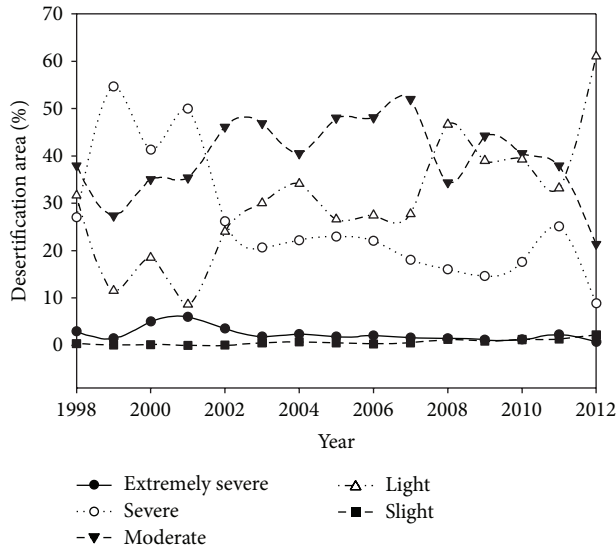 70
60
50
40
30
20
10
0
Desertification area (%)
1998 2000 2002 2004 2006 2008 2010 2012
Year
Extremely severe
Severe
Moderate
Light
Slight